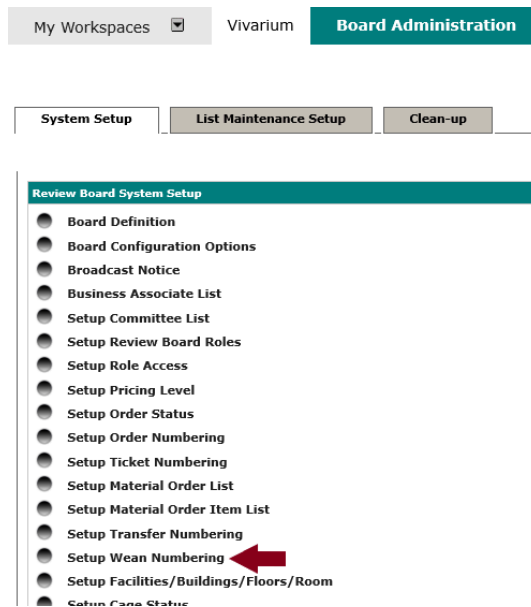 My Workspaces Vivarium Board Administration
System Setup List Maintenance Setup Clean-up
Review Board System Setup
Board Definition
Board Configuration Options
Broadcast Notice
Business Associate List
Setup Committee List
Setup Review Board Roles
Setup Role Access
Setup Pricing Level
Setup Order Status
Setup Order Numbering
Setup Ticket Numbering
Setup Material Order List
Setup Material Order Item List
Setup Transfer Numbering
Setup Wean Numbering
Setup Facilities/Buildings/Floors/Room
Setup Cage Status